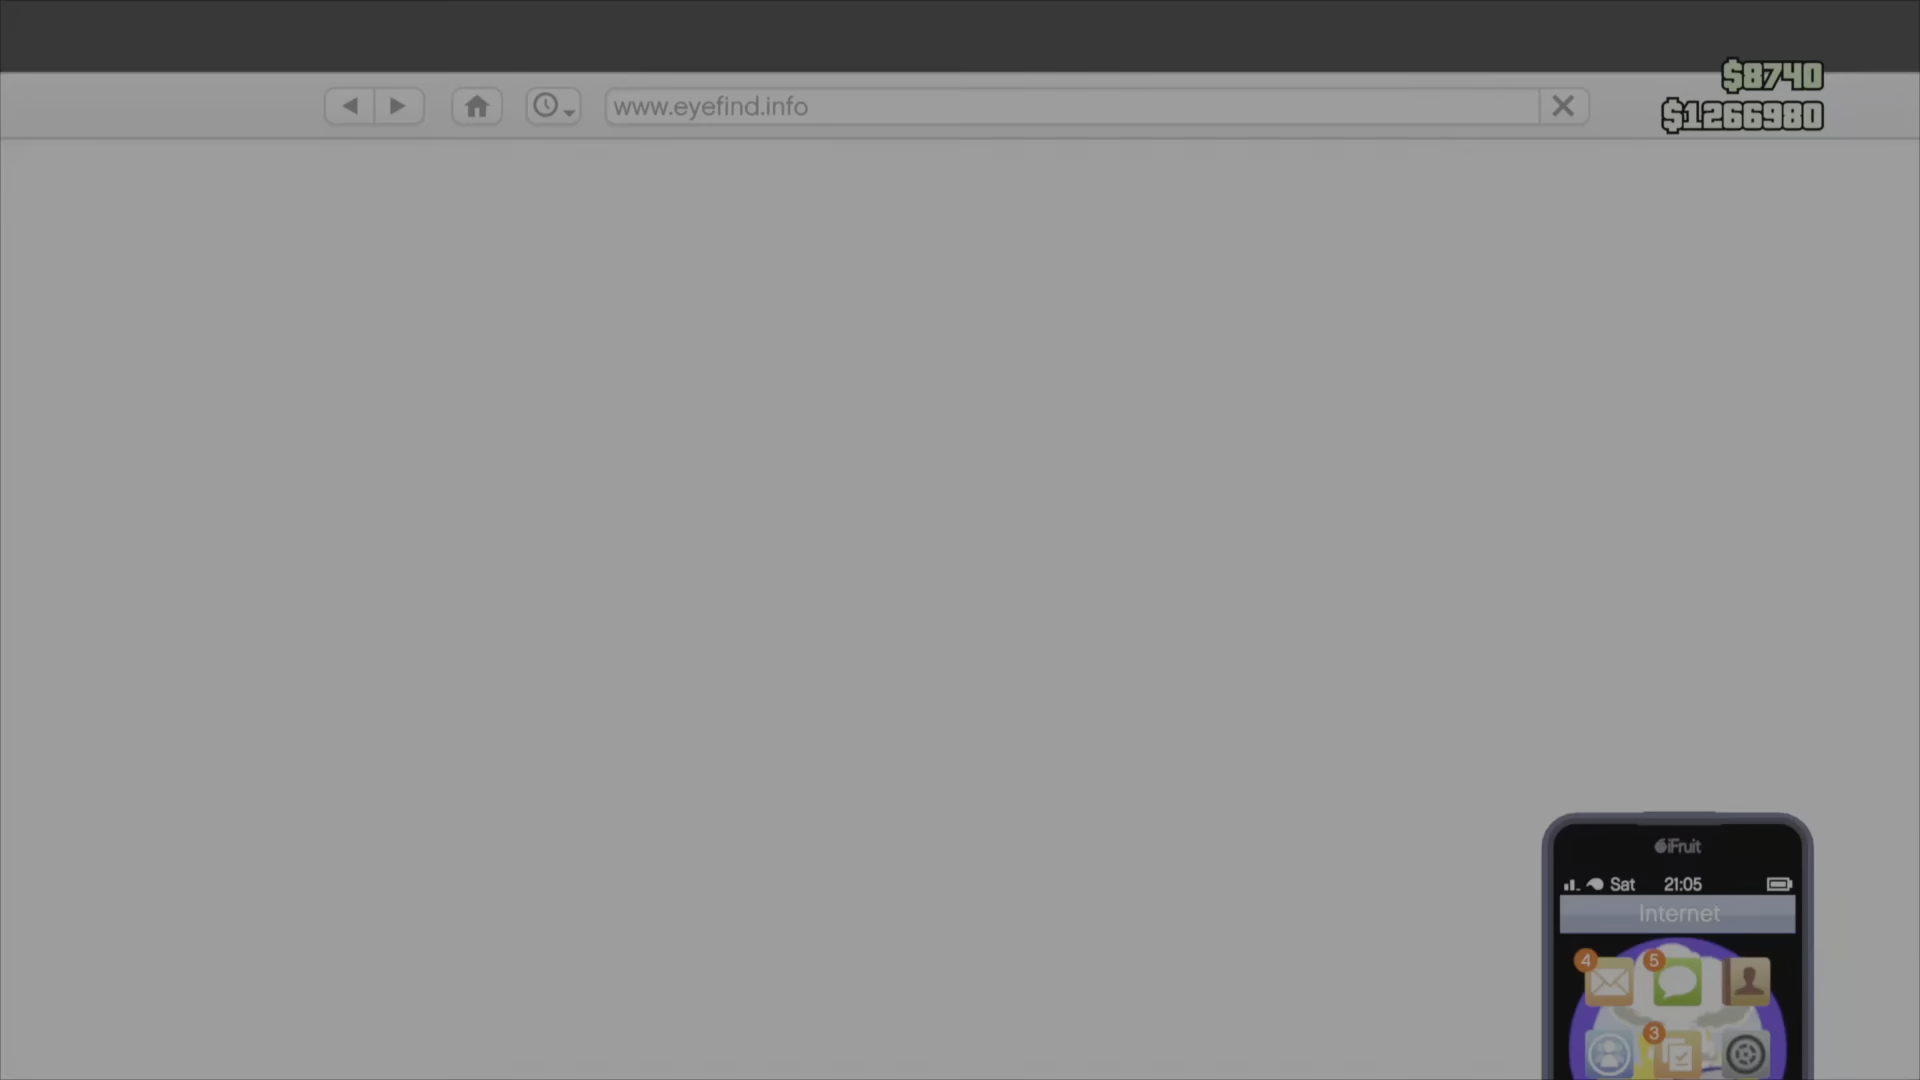 $8740
www.eyefind.info
$1266980
iFruit
Sat 21:05
Internet
4 5
3